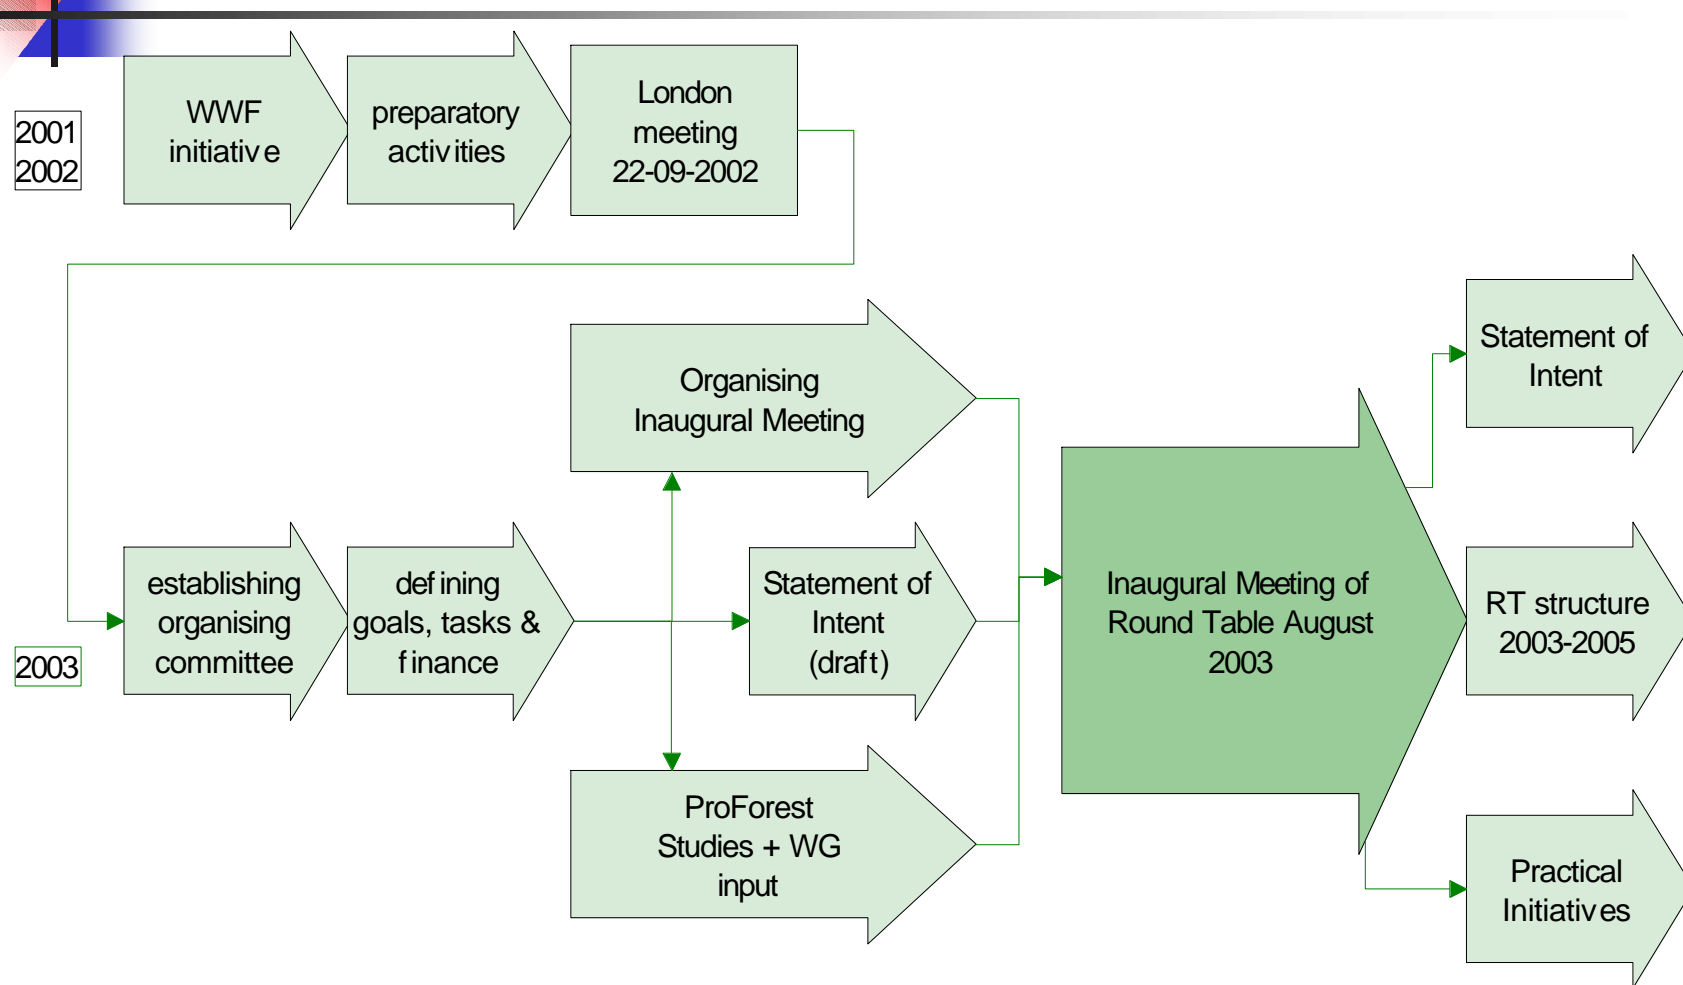 2001
2002
WWF
initiative
preparatory
activities
London
meeting
22-09-2002
2003
establishing
organising
committee
defining
goals, tasks &
finance
Organising
Inaugural Meeting
Statement of
Intent
(draft)
ProForest
Studies + WG
input
Inaugural Meeting of
Round Table August
2003
Statement of
Intent
RT structure
2003-2005
Practical
Initiatives